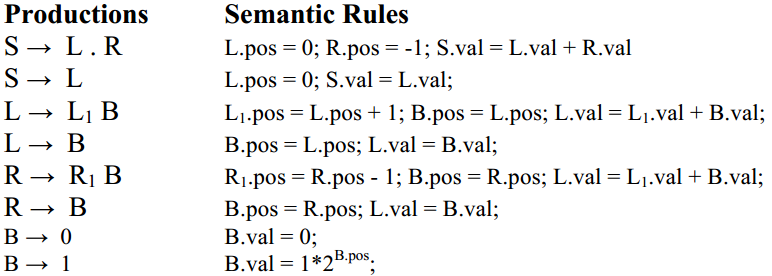 Productions Semantic Rules
S → L . R L.pos = 0; R.pos = -1; S.val = L.val + R.val
S → L L.pos = 0; S.val = L.val;
L → L₁ B L₁.pos = L.pos + 1; B.pos = L.pos; L.val = L₁.val + B.val;
L → B B.pos = L.pos; L.val = B.val;
R → R₁ B R₁.pos = R.pos - 1; B.pos = R.pos; L.val = L₁.val + B.val;
R → B B.pos = R.pos; L.val = B.val;
B → 0 B.val = 0;
B → 1 B.val = 1*2^B.pos;